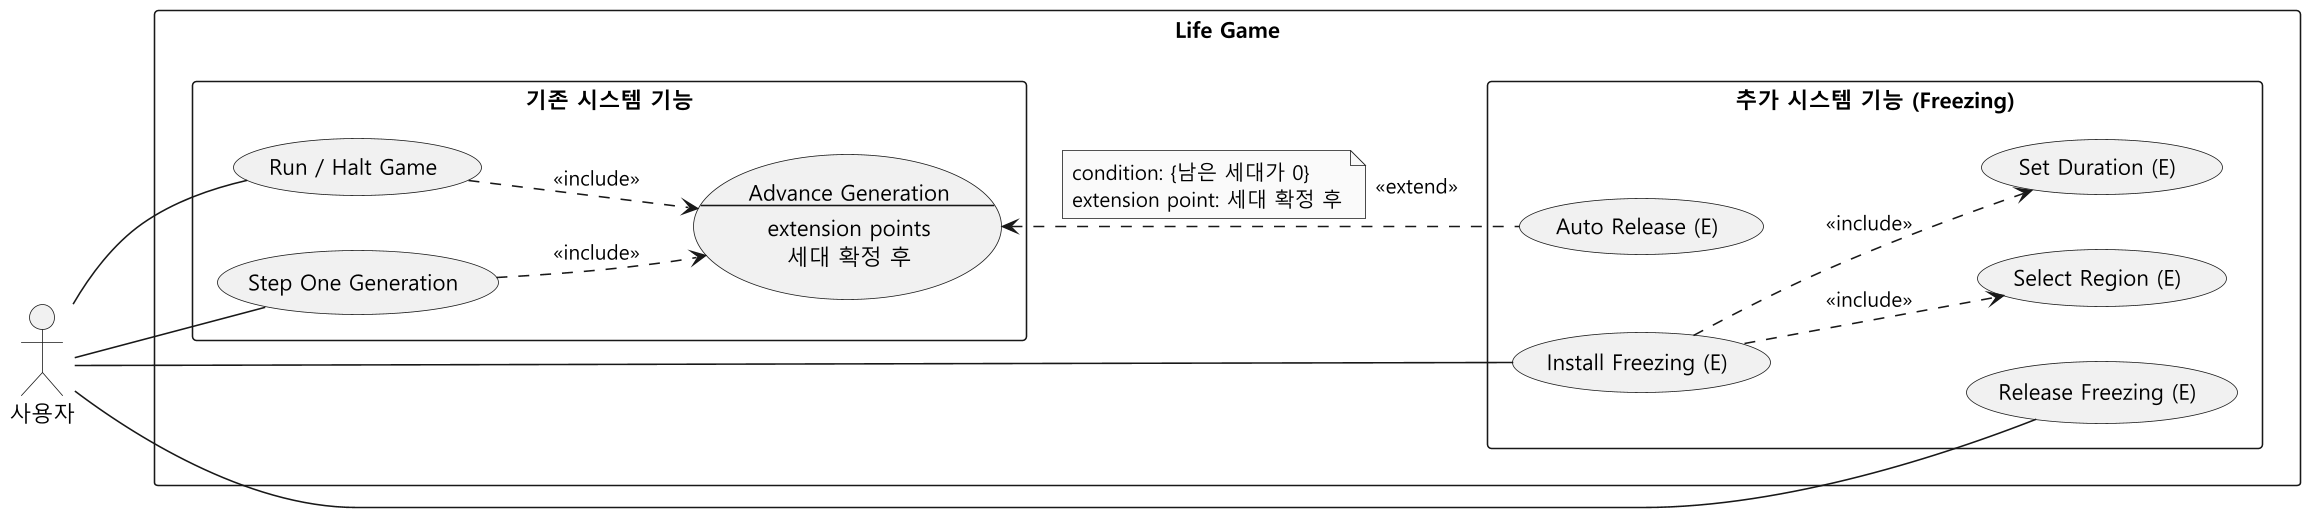 Life Game
기존 시스템 기능
추가 시스템 기능 (Freezing)
Run / Halt Game
«include»
Advance Generation
extension points
세대 확정 후
condition: {남은 세대가 0}
extension point: 세대 확정 후
«extend»
Set Duration (E)
Auto Release (E)
«include»
Step One Generation
«include»
Select Region (E)
«include»
Install Freezing (E)
Release Freezing (E)
사용자